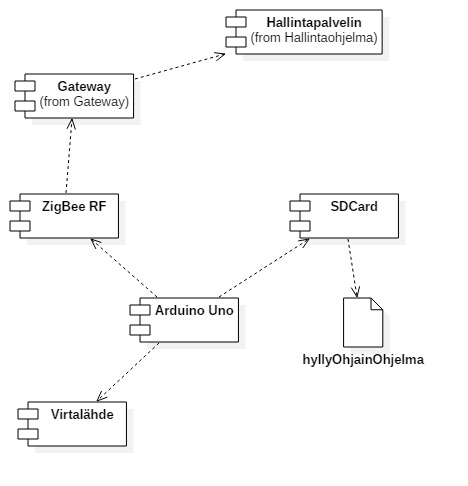 Hallintapalvelin
(from Hallintaohjelma)
Gateway
(from Gateway)
ZigBee RF
SDCard
Arduino Uno
hyllyOhjainOhjelma
Virtalähde